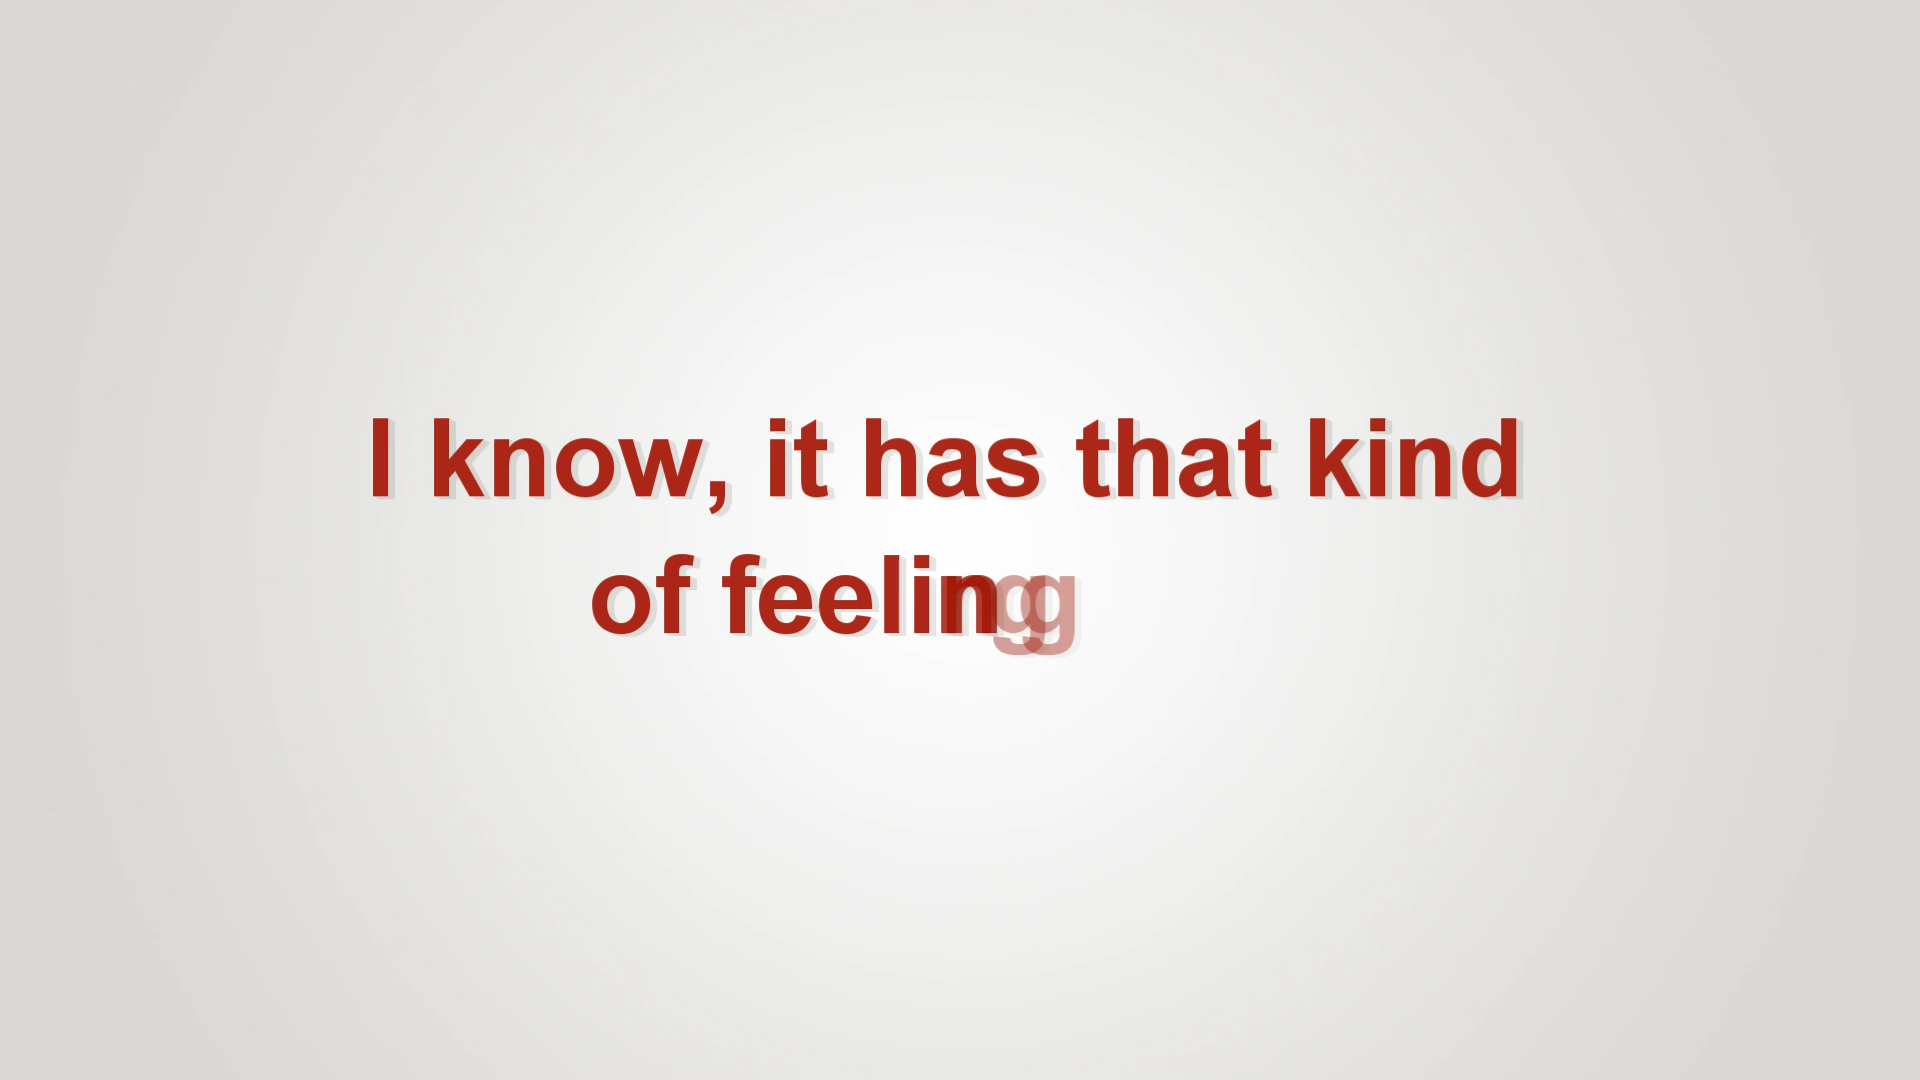 I know, it has that kind
of feeling